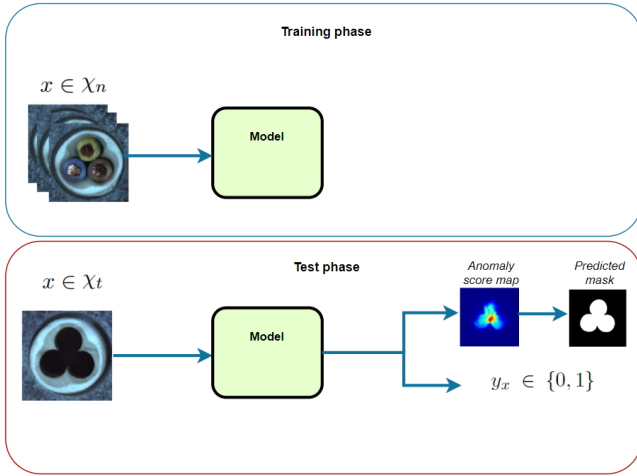 Training phase
x ∈ χn
Model
Test phase
x ∈ χt
Model
Anomaly
score map
Predicted
mask
yx ∈ {0, 1}